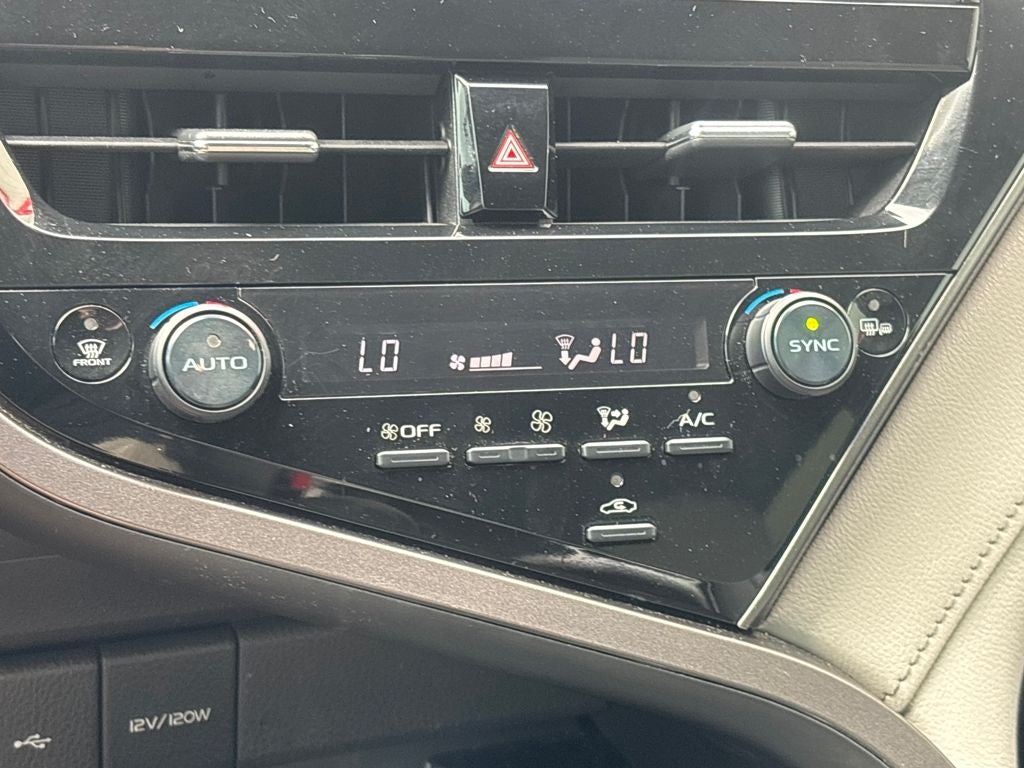 FRONT
AUTO
LO
LO
SYNC
OFF
A/C
12V/120W